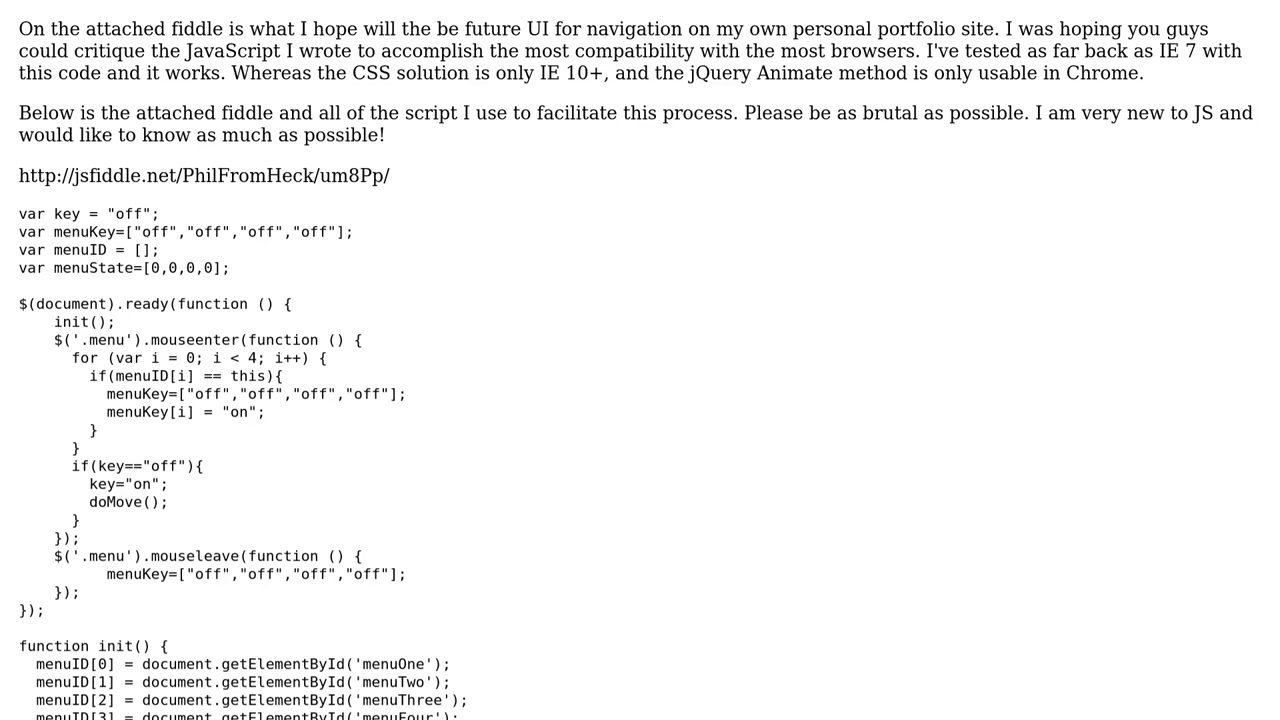 On the attached fiddle is what I hope will the be future UI for navigation on my own personal portfolio site. I was hoping you guys
could critique the JavaScript I wrote to accomplish the most compatibility with the most browsers. I've tested as far back as IE 7 with
this code and it works. Whereas the CSS solution is only IE 10+, and the jQuery Animate method is only usable in Chrome.
Below is the attached fiddle and all of the script I use to facilitate this process. Please be as brutal as possible. I am very new to JS and
would like to know as much as possible!
http://jsfiddle.net/PhilFromHeck/um8Pp/
var key = "off";
var menuKey=["off","off","off","off"];
var menuID = [];
var menuState=[0,0,0,0];
$(document).ready(function () {
    init();
    $('.menu').mouseenter(function () {
      for (var i = 0; i < 4; i++) {
        if(menuID[i] == this){
          menuKey=["off","off","off","off"];
          menuKey[i] = "on";
        }
      }
      if(key=="off"){
        key="on";
        doMove();
      }
    });
    $('.menu').mouseleave(function () {
          menuKey=["off","off","off","off"];
    });
});
function init() {
  menuID[0] = document.getElementById('menuOne');
  menuID[1] = document.getElementById('menuTwo');
  menuID[2] = document.getElementById('menuThree');
  menuID[3] = document.getElementById('menuFour');